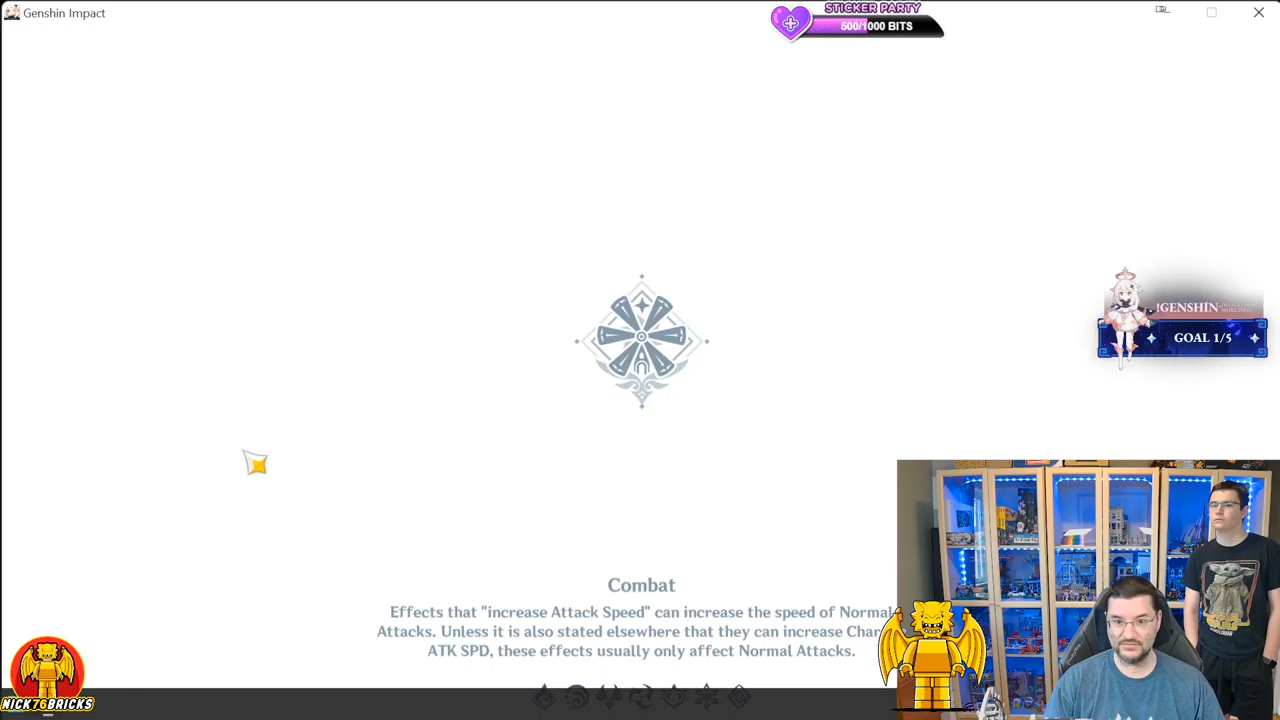 Genshin Impact
STICKER PARTY
500/1000 BITS
!GENSHIN
GOAL 1/5
Combat
Effects that "increase Attack Speed" can increase the speed of Normal
Attacks. Unless it is also stated elsewhere that they can increase Char
ATK SPD, these effects usually only affect Normal Attacks.
NICK76BRICKS